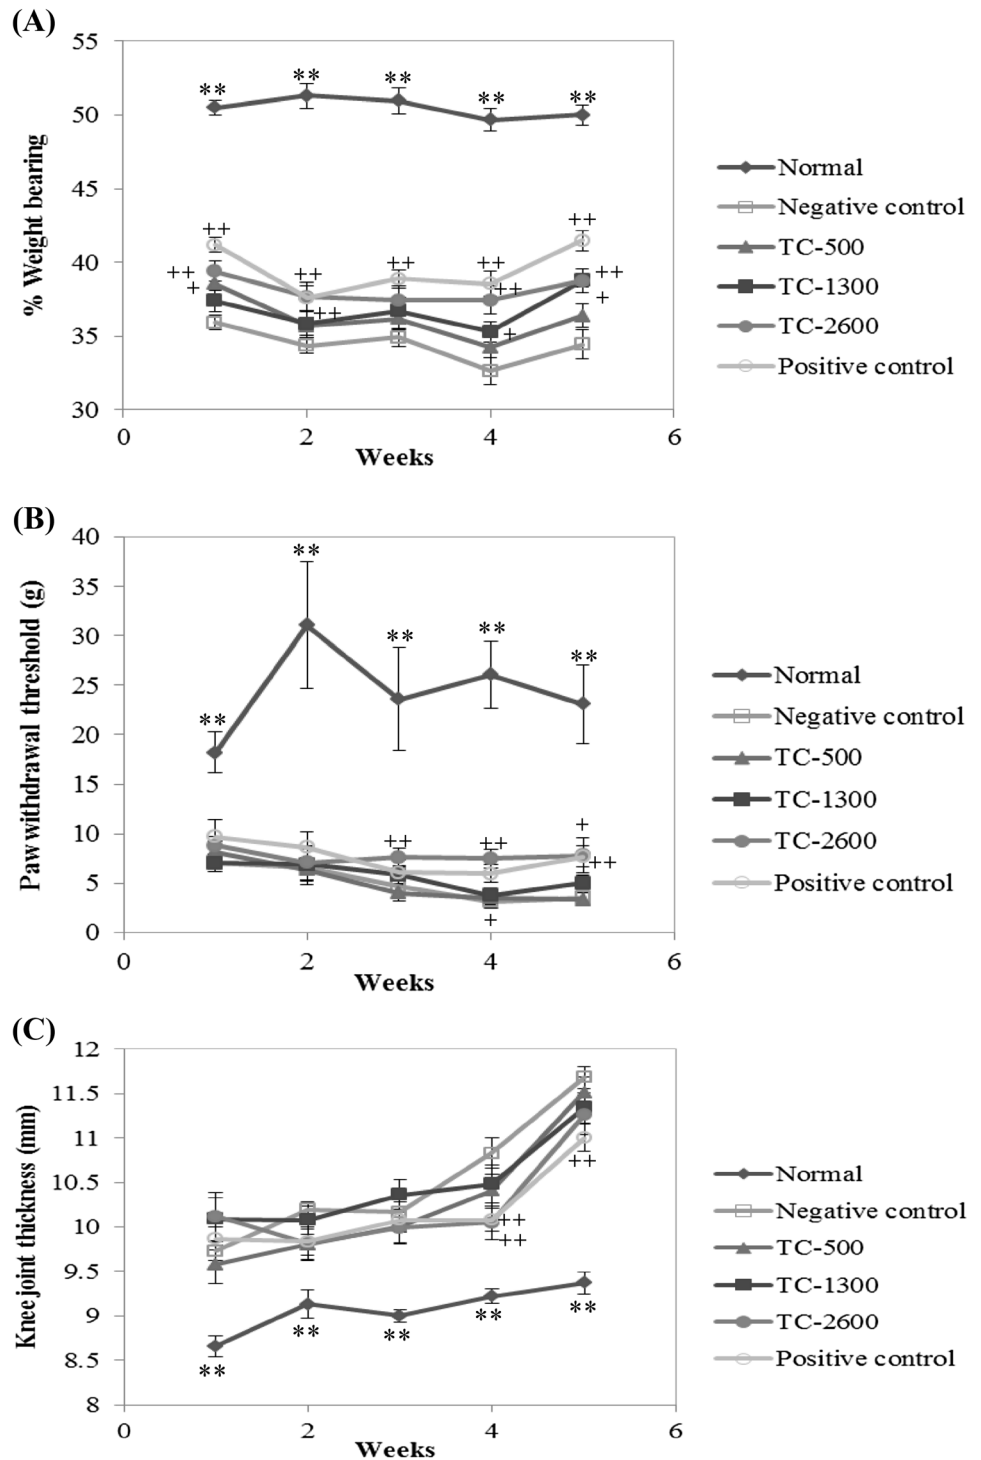 (A)
55
50
45
40
35
30
% Weight bearing
**
**
**
**
**
++
++
++
++
++
++
+
++
++
+
++
+
0
2
4
6
Weeks
Normal
Negative control
TC-500
TC-1300
TC-2600
Positive control
(B)
40
35
30
25
20
15
10
5
0
Paw withdrawal threshold (g)
**
**
**
**
**
++
++
+
++
+
0
2
4
6
Weeks
Normal
Negative control
TC-500
TC-1300
TC-2600
Positive control
(C)
12
11.5
11
10.5
10
9.5
9
8.5
8
Knee joint thickness (mm)
++
++
++
**
**
**
**
**
0
2
4
6
Weeks
Normal
Negative control
TC-500
TC-1300
TC-2600
Positive control